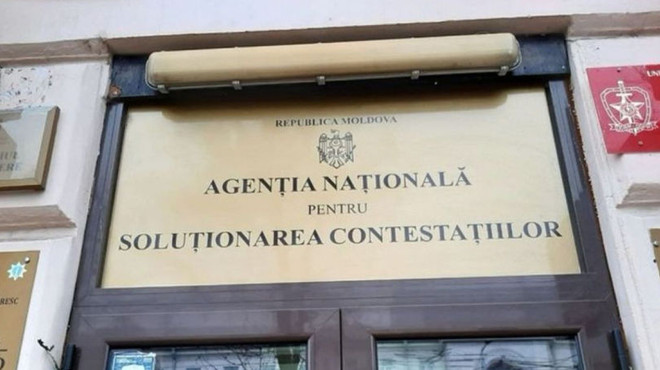 REPUBLICA MOLDOVA
AGENȚIA NAȚIONALĂ
PENTRU
SOLUȚIONAREA CONTESTAȚIILOR